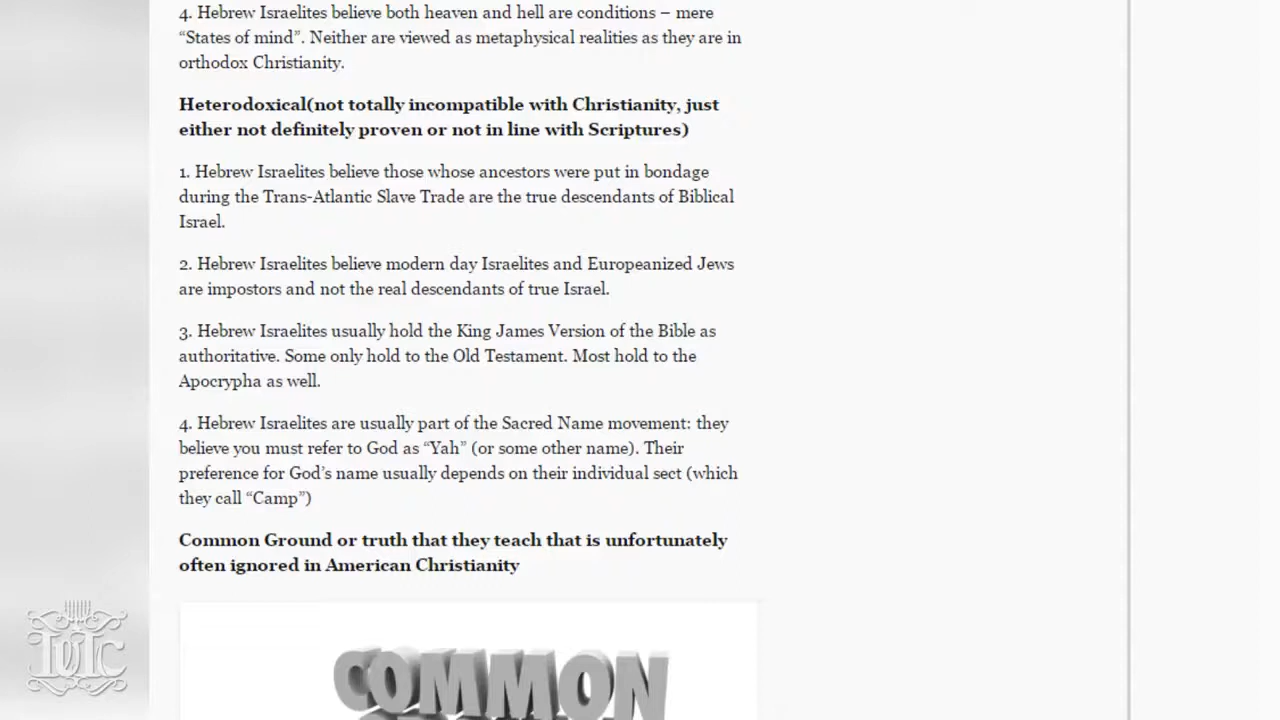 4. Hebrew Israelites believe both heaven and hell are conditions – mere
“States of mind”. Neither are viewed as metaphysical realities as they are in
orthodox Christianity.
Heterodoxical(not totally incompatible with Christianity, just
either not definitely proven or not in line with Scriptures)
1. Hebrew Israelites believe those whose ancestors were put in bondage
during the Trans-Atlantic Slave Trade are the true descendants of Biblical
Israel.
2. Hebrew Israelites believe modern day Israelites and Europeanized Jews
are impostors and not the real descendants of true Israel.
3. Hebrew Israelites usually hold the King James Version of the Bible as
authoritative. Some only hold to the Old Testament. Most hold to the
Apocrypha as well.
4. Hebrew Israelites are usually part of the Sacred Name movement: they
believe you must refer to God as “Yah” (or some other name). Their
preference for God’s name usually depends on their individual sect (which
they call “Camp”)
Common Ground or truth that they teach that is unfortunately
often ignored in American Christianity
COMMON
IUIC